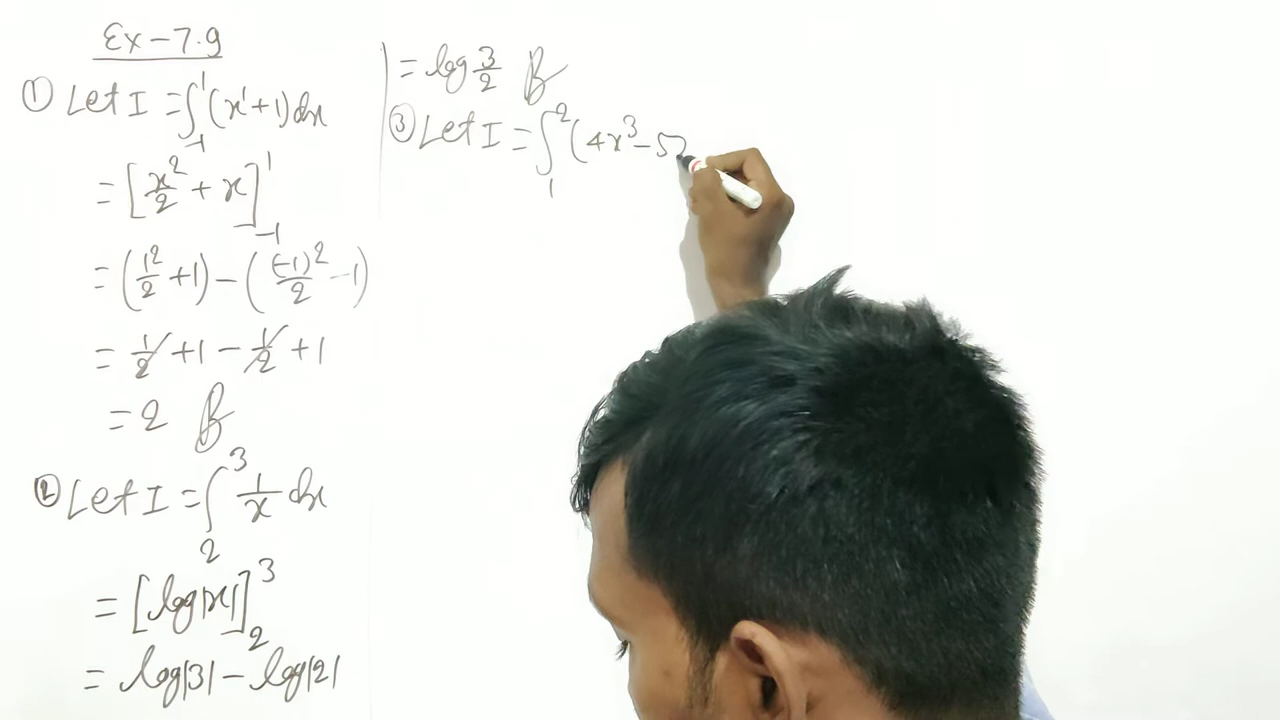 Ex-7.9
① Let I = ∫₋₁¹ (x¹+1)dx
= [x²/2 + x]₋₁¹
= (1²/2 + 1) - ((-1)²/2 - 1)
= 1/2 + 1 - 1/2 + 1
= 2
② Let I = ∫₂³ 1/x dx
= [log|x|]₂³
= log|3| - log|2|
= log 3/2
③ Let I = ∫₁² (4x³ - 5